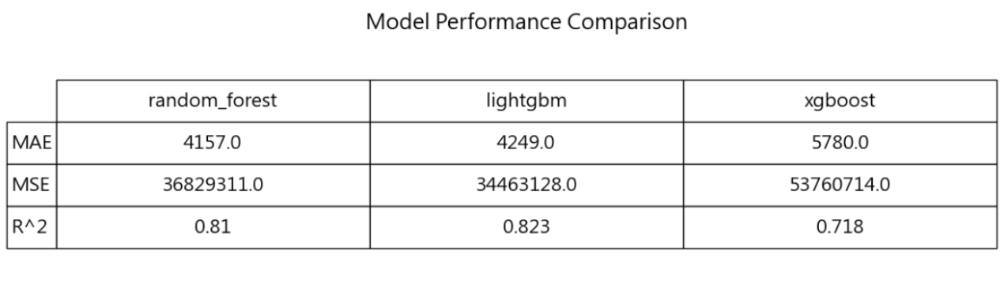 Model Performance Comparison
random_forest lightgbm xgboost
MAE 4157.0 4249.0 5780.0
MSE 36829311.0 34463128.0 53760714.0
R^2 0.81 0.823 0.718